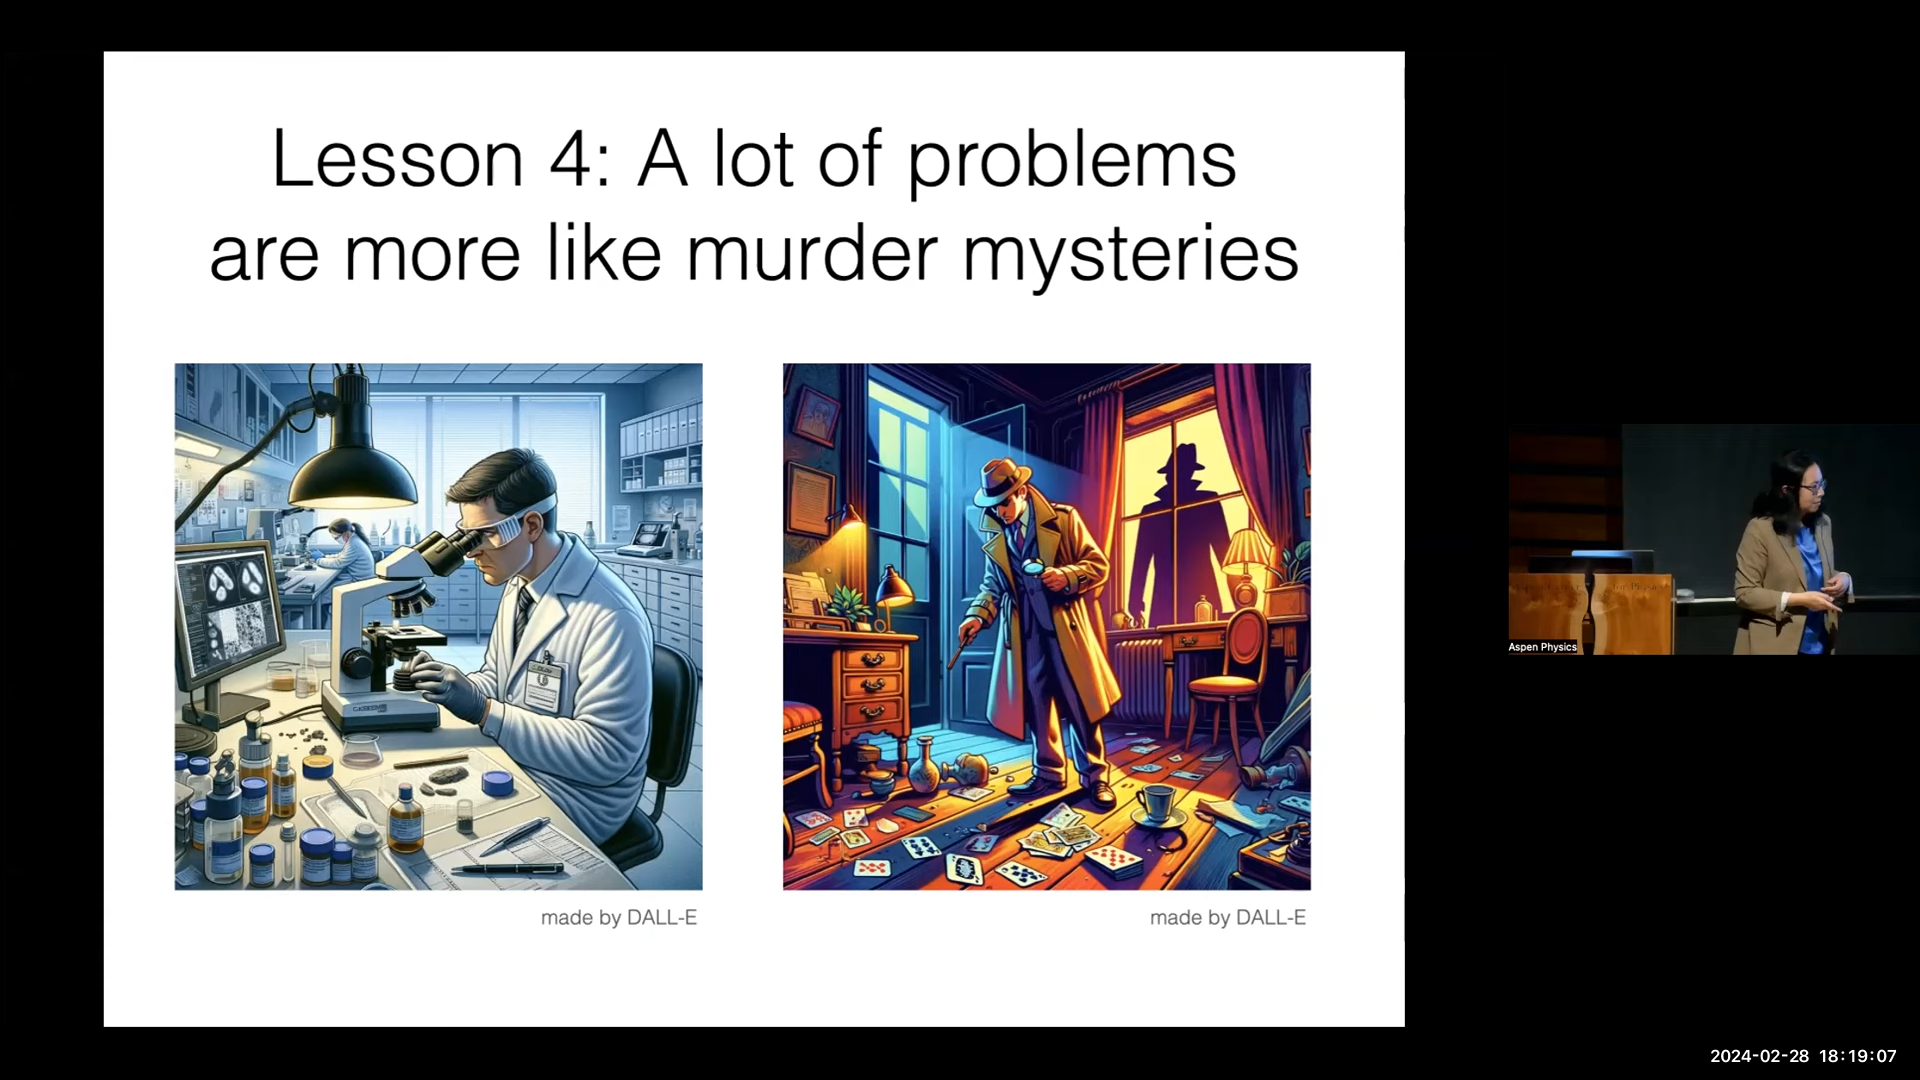 Lesson 4: A lot of problems
are more like murder mysteries
made by DALL-E
made by DALL-E
Aspen Physics
2024-02-28 18:19:07